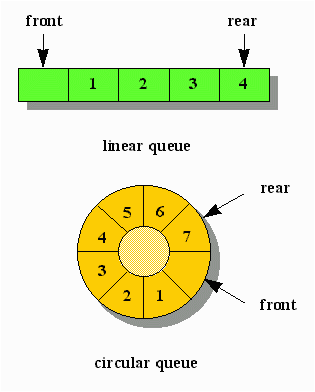 front rear
1 2 3 4
linear queue
5 6
4 7
3
2 1
rear
front
circular queue